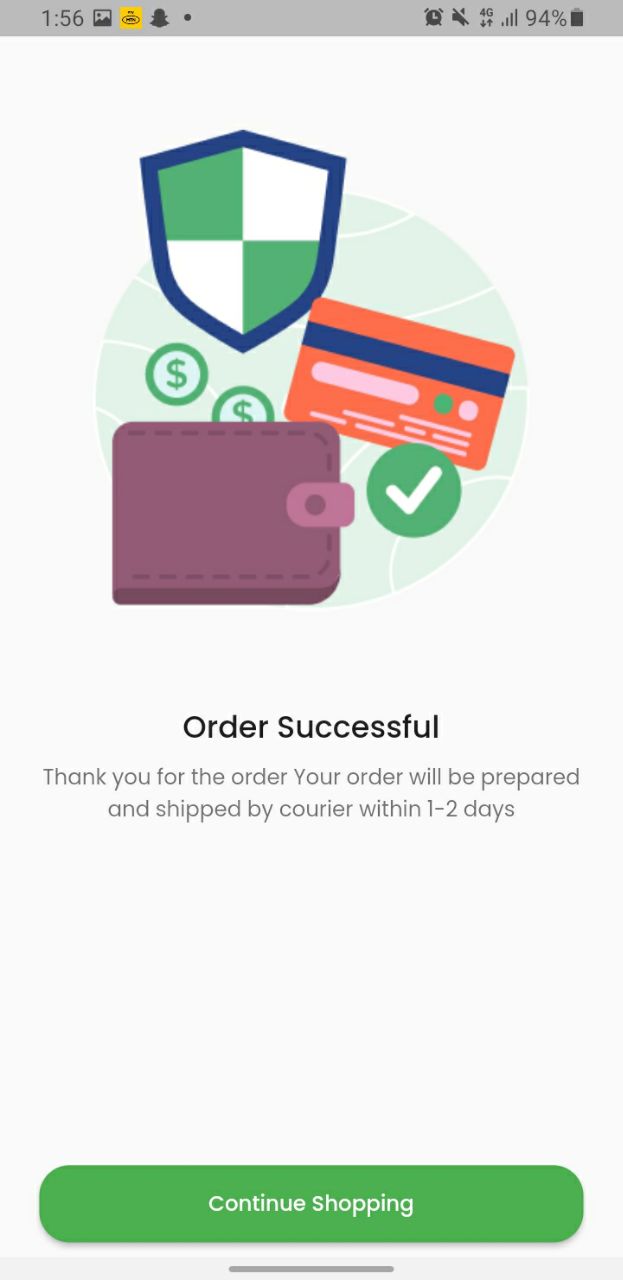 1:56
4G
94%
$
$
Order Successful
Thank you for the order Your order will be prepared
and shipped by courier within 1-2 days
Continue Shopping